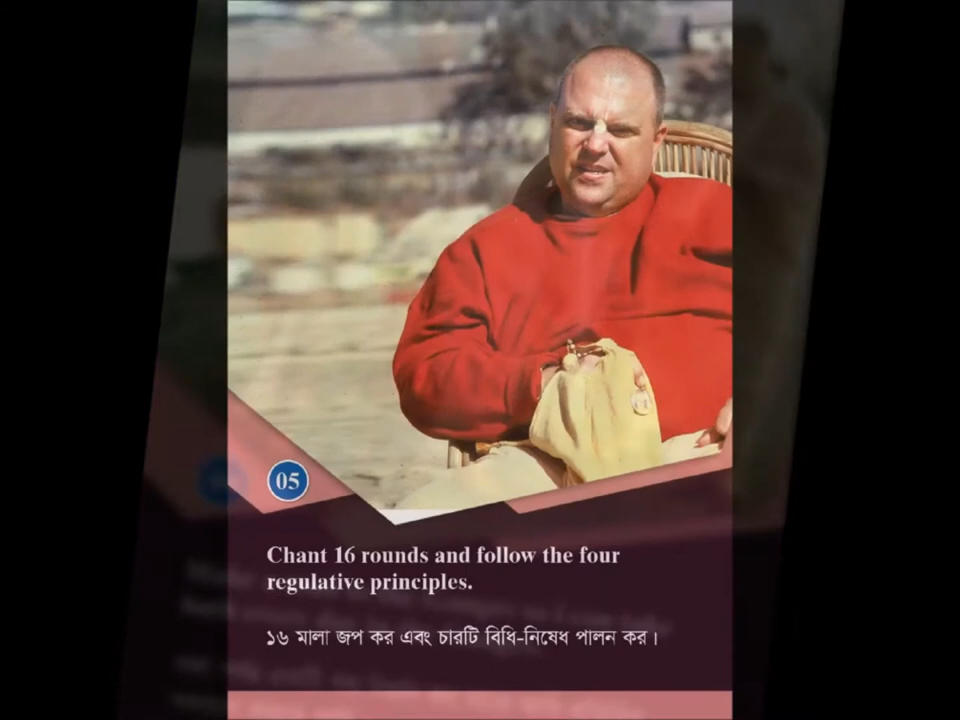 05
Chant 16 rounds and follow the four
regulative principles.
১৬ মালা জপ কর এবং চারটি বিধি-নিষেধ পালন কর।